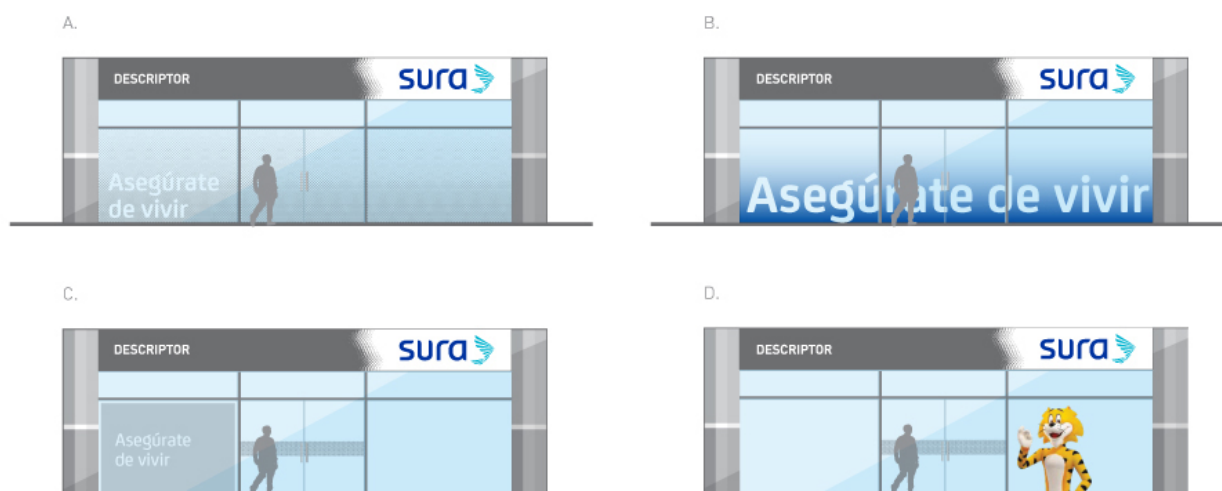 A.
B.
DESCRIPTOR
sura
DESCRIPTOR
sura
Asegúrate
de vivir
Asegúrate de vivir
C.
D.
DESCRIPTOR
sura
DESCRIPTOR
sura
Asegúrate
de vivir